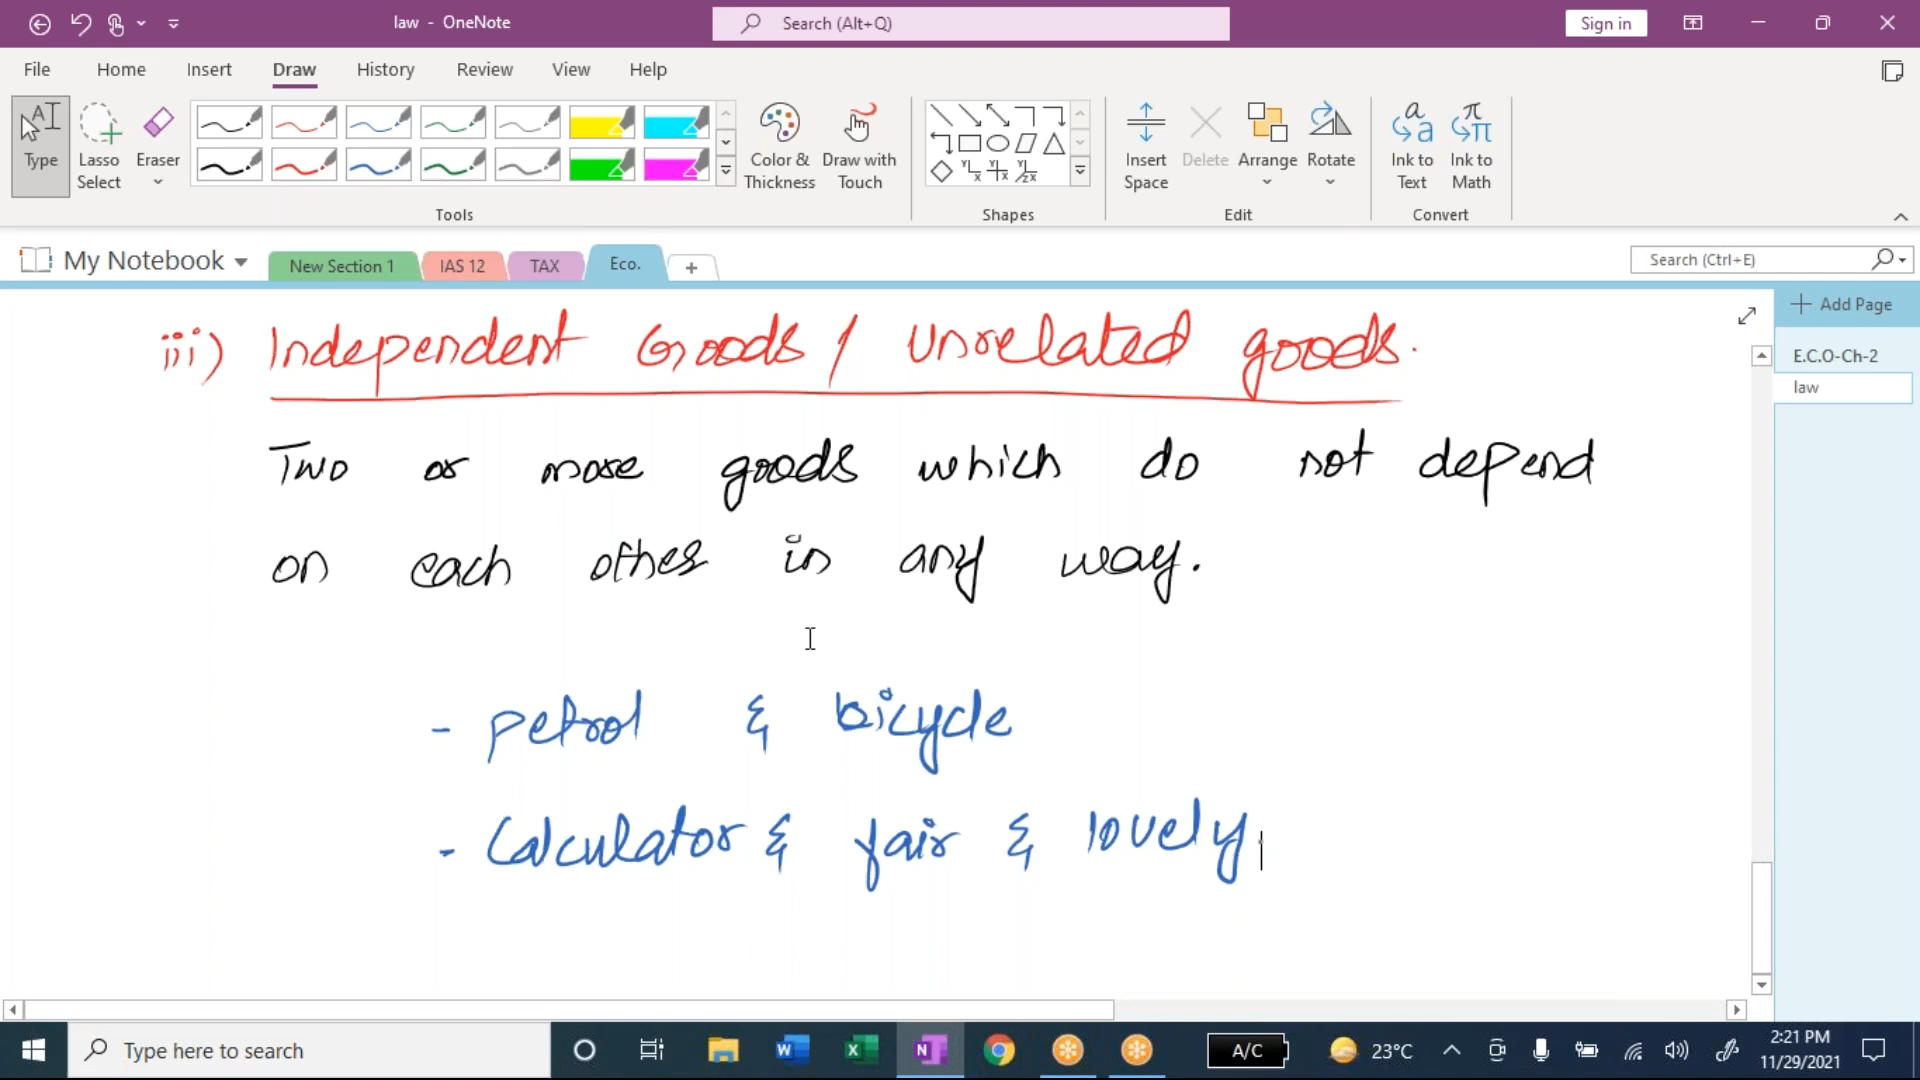 law - OneNote
Search (Alt+Q)
Sign in
File Home Insert Draw History Review View Help
Type
Lasso Select
Eraser
Color & Thickness
Draw with Touch
Insert Space
Delete
Arrange
Rotate
Ink to Text
Ink to Math
Tools
Shapes
Edit
Convert
My Notebook
New Section 1
IAS 12
TAX
Eco.
Search (Ctrl+E)
Add Page
E.C.O-Ch-2
law
iii) Independent Goods / Unrelated goods.
Two or more goods which do not depend
on each other in any way.
- petrol & bicycle
- Calculator & fair & lovely,
Type here to search
A/C
23°C
2:21 PM
11/29/2021